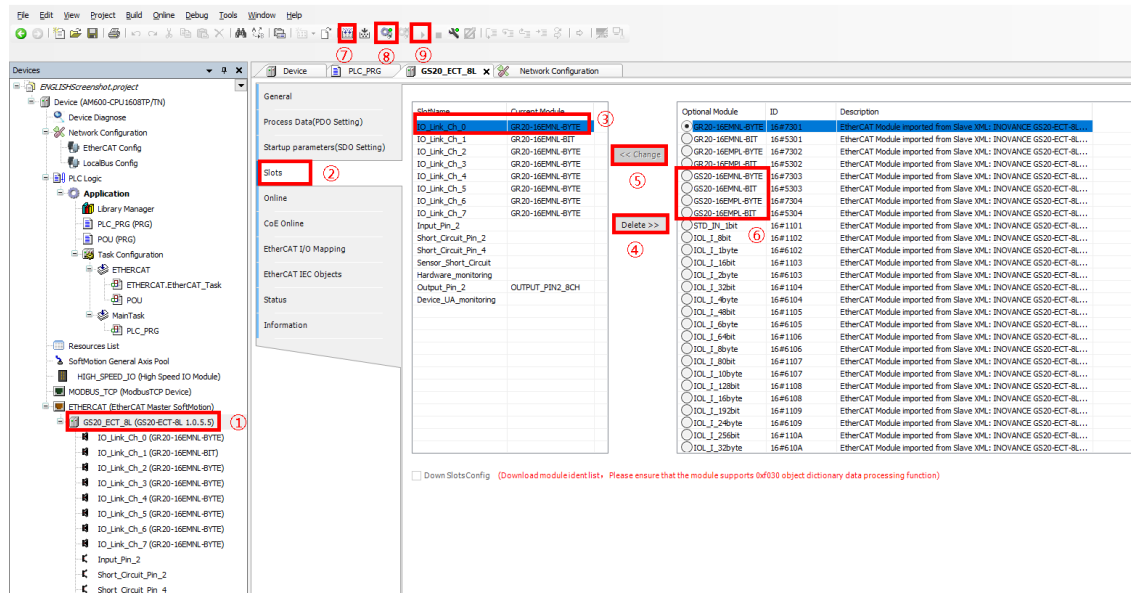 File Edit View Project Build Online Debug Tools Window Help
⑦ ⑧ ⑨
Devices
ENGLISHScreenshot.project
Device (AM600-CPU1608TP/TN)
Device Diagnose
Network Configuration
EtherCAT Config
LocalBus Config
PLC Logic
Application
Library Manager
PLC_PRG (PRG)
POU (PRG)
Task Configuration
ETHERCAT
ETHERCAT.EtherCAT_Task
POU
MainTask
PLC_PRG
Resources List
SoftMotion General Axis Pool
HIGH_SPEED_IO (High Speed IO Module)
MODBUS_TCP (ModbusTCP Device)
ETHERCAT (EtherCAT Master SoftMotion)
GS20_ECT_8L (GS20-ECT-8L 1.0.5.5) ①
IO_Link_Ch_0 (GR20-16EMNL-BYTE)
IO_Link_Ch_1 (GR20-16EMNL-BIT)
IO_Link_Ch_2 (GR20-16EMNL-BYTE)
IO_Link_Ch_3 (GR20-16EMNL-BYTE)
IO_Link_Ch_4 (GR20-16EMNL-BYTE)
IO_Link_Ch_5 (GR20-16EMNL-BYTE)
IO_Link_Ch_6 (GR20-16EMNL-BYTE)
IO_Link_Ch_7 (GR20-16EMNL-BYTE)
Input_Pin_2
Short_Circuit_Pin_2
Short_Circuit_Pin_4
Device PLC_PRG GS20_ECT_8L Network Configuration
General
Process Data(PDO Setting)
Startup parameters(SDO Setting)
Slots ②
Online
CoE Online
EtherCAT I/O Mapping
EtherCAT IEC Objects
Status
Information
SlotName Current Module
IO_Link_Ch_0 GR20-16EMNL-BYTE ③
IO_Link_Ch_1 GR20-16EMNL-BIT
IO_Link_Ch_2 GR20-16EMNL-BYTE
IO_Link_Ch_3 GR20-16EMNL-BYTE
IO_Link_Ch_4 GR20-16EMNL-BYTE
IO_Link_Ch_5 GR20-16EMNL-BYTE
IO_Link_Ch_6 GR20-16EMNL-BYTE
IO_Link_Ch_7 GR20-16EMNL-BYTE
Input_Pin_2
Short_Circuit_Pin_2
Short_Circuit_Pin_4
Sensor_Short_Circuit
Hardware_monitoring
Output_Pin_2 OUTPUT_PIN2_8CH
Device_UA_monitoring
<< Change
⑤
Delete >>
④
Optional Module ID Description
GR20-16EMNL-BYTE 16#7301 EtherCAT Module imported from Slave XML: INOVANCE GS20-ECT-8L...
GR20-16EMNL-BIT 16#5301 EtherCAT Module imported from Slave XML: INOVANCE GS20-ECT-8L...
GR20-16EMPL-BYTE 16#7302 EtherCAT Module imported from Slave XML: INOVANCE GS20-ECT-8L...
GR20-16EMPL-BIT 16#5302 EtherCAT Module imported from Slave XML: INOVANCE GS20-ECT-8L...
GS20-16EMNL-BYTE 16#7303 EtherCAT Module imported from Slave XML: INOVANCE GS20-ECT-8L...
GS20-16EMNL-BIT 16#5303 EtherCAT Module imported from Slave XML: INOVANCE GS20-ECT-8L...
GS20-16EMPL-BYTE 16#7304 EtherCAT Module imported from Slave XML: INOVANCE GS20-ECT-8L...
GS20-16EMPL-BIT 16#5304 EtherCAT Module imported from Slave XML: INOVANCE GS20-ECT-8L...
STD_IN_1bit 16#1101 EtherCAT Module imported from Slave XML: INOVANCE GS20-ECT-8L...
IOL_I_8bit ⑥ 16#1102 EtherCAT Module imported from Slave XML: INOVANCE GS20-ECT-8L...
IOL_I_1byte 16#6102 EtherCAT Module imported from Slave XML: INOVANCE GS20-ECT-8L...
IOL_I_16bit 16#1103 EtherCAT Module imported from Slave XML: INOVANCE GS20-ECT-8L...
IOL_I_2byte 16#6103 EtherCAT Module imported from Slave XML: INOVANCE GS20-ECT-8L...
IOL_I_32bit 16#1104 EtherCAT Module imported from Slave XML: INOVANCE GS20-ECT-8L...
IOL_I_4byte 16#6104 EtherCAT Module imported from Slave XML: INOVANCE GS20-ECT-8L...
IOL_I_48bit 16#1105 EtherCAT Module imported from Slave XML: INOVANCE GS20-ECT-8L...
IOL_I_6byte 16#6105 EtherCAT Module imported from Slave XML: INOVANCE GS20-ECT-8L...
IOL_I_64bit 16#1106 EtherCAT Module imported from Slave XML: INOVANCE GS20-ECT-8L...
IOL_I_8byte 16#6106 EtherCAT Module imported from Slave XML: INOVANCE GS20-ECT-8L...
IOL_I_80bit 16#1107 EtherCAT Module imported from Slave XML: INOVANCE GS20-ECT-8L...
IOL_I_10byte 16#6107 EtherCAT Module imported from Slave XML: INOVANCE GS20-ECT-8L...
IOL_I_128bit 16#1108 EtherCAT Module imported from Slave XML: INOVANCE GS20-ECT-8L...
IOL_I_16byte 16#6108 EtherCAT Module imported from Slave XML: INOVANCE GS20-ECT-8L...
IOL_I_192bit 16#1109 EtherCAT Module imported from Slave XML: INOVANCE GS20-ECT-8L...
IOL_I_24byte 16#6109 EtherCAT Module imported from Slave XML: INOVANCE GS20-ECT-8L...
IOL_I_256bit 16#110A EtherCAT Module imported from Slave XML: INOVANCE GS20-ECT-8L...
IOL_I_32byte 16#610A EtherCAT Module imported from Slave XML: INOVANCE GS20-ECT-8L...
Down SlotsConfig (Download module ident list, Please ensure that the module supports 0xf030 object dictionary data processing function)